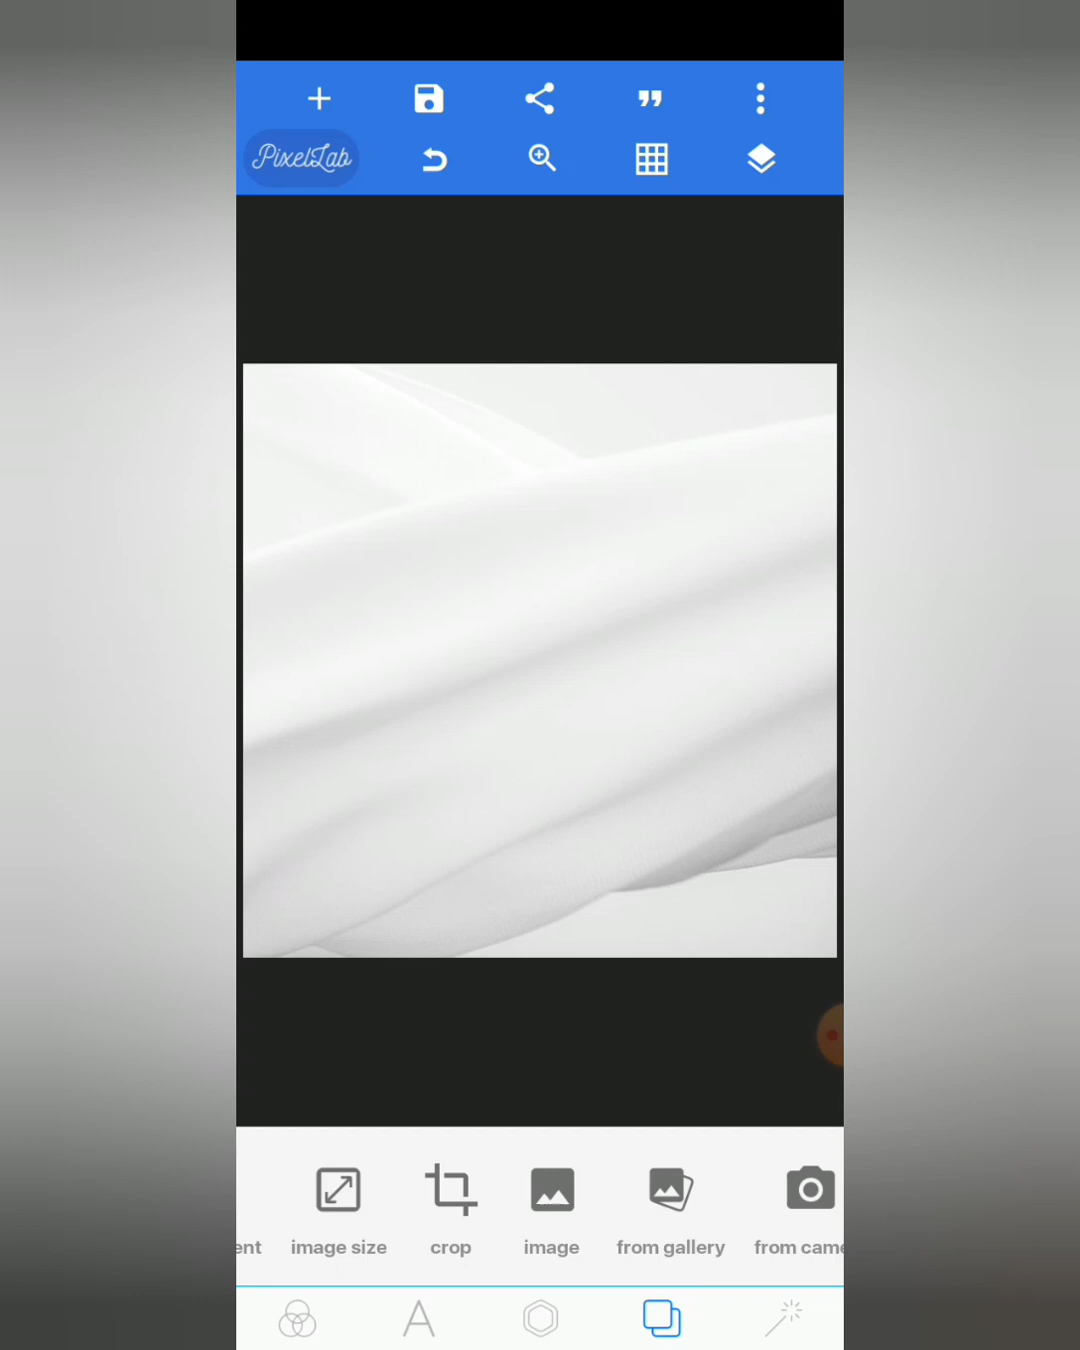 PixelLab
ent
image size
crop
image
from gallery
from came